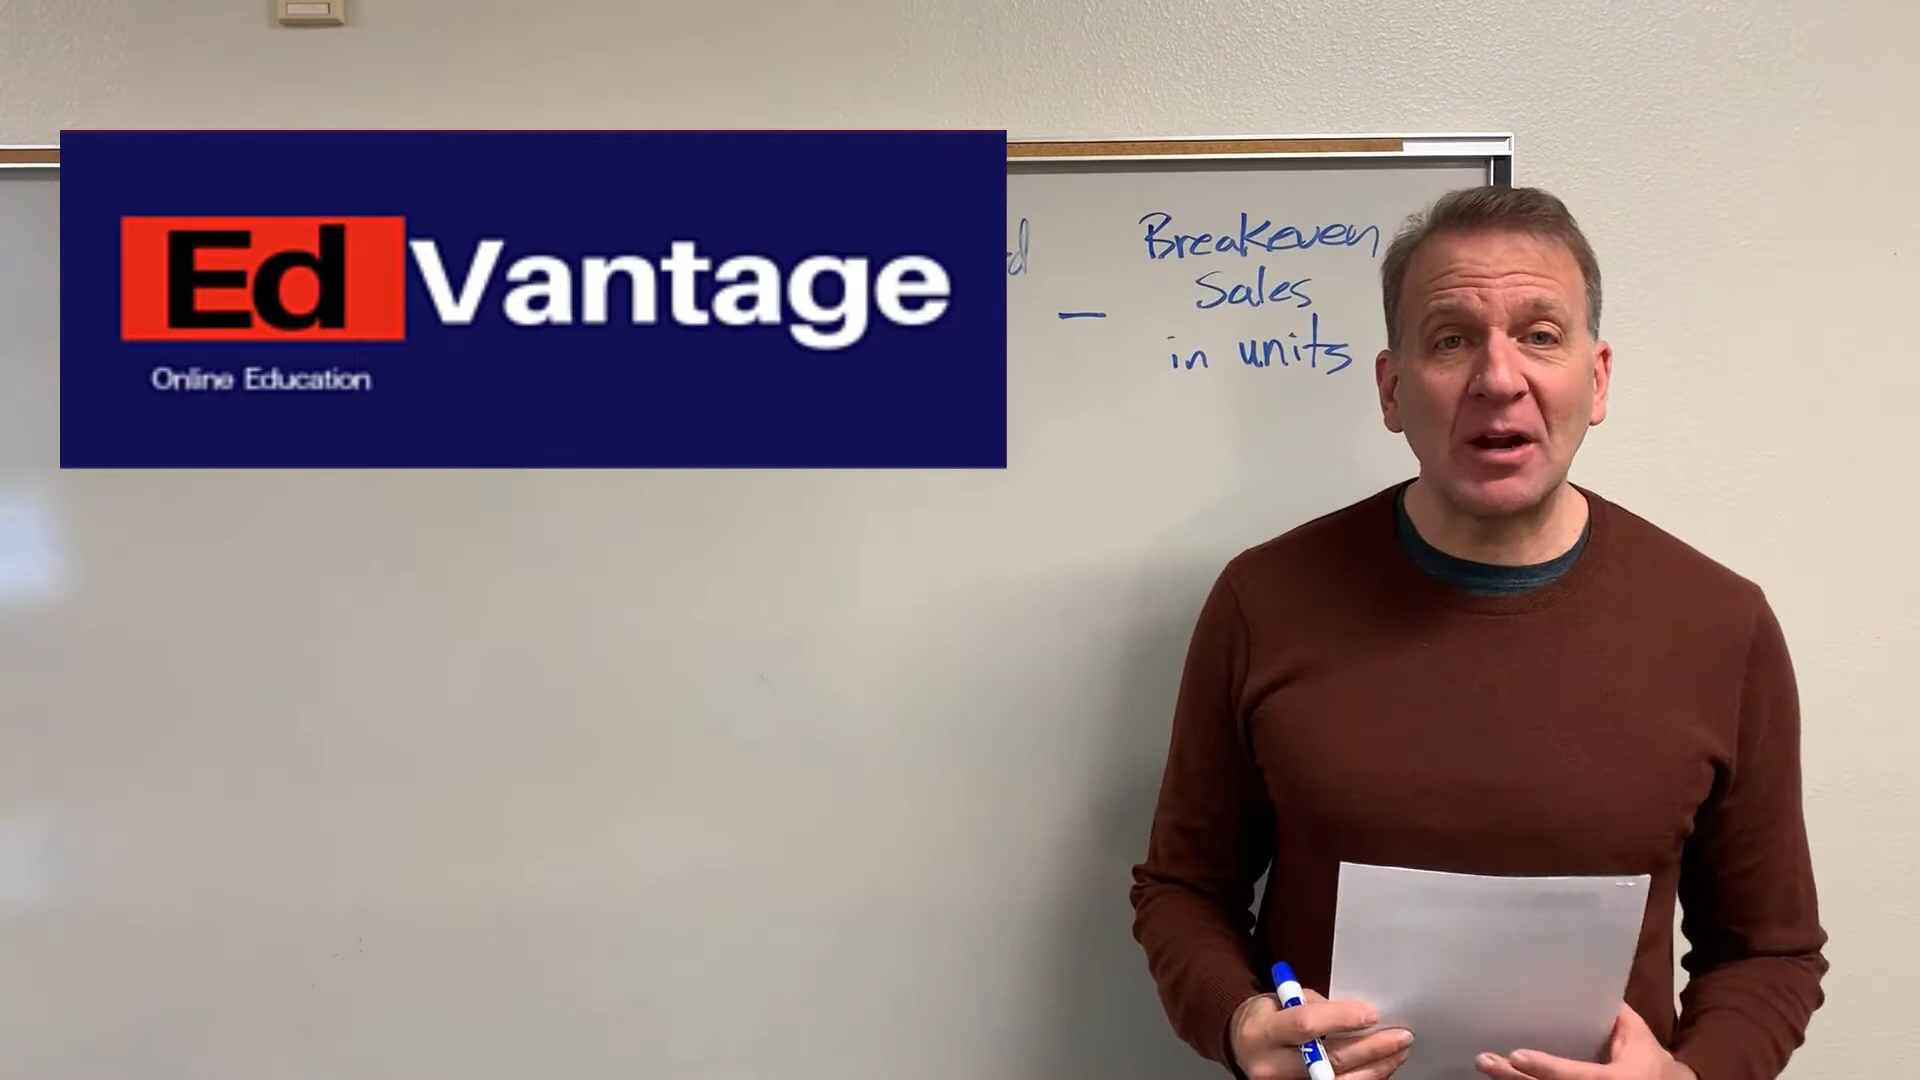 EdVantage
Online Education
– Breakeven
Sales
in units